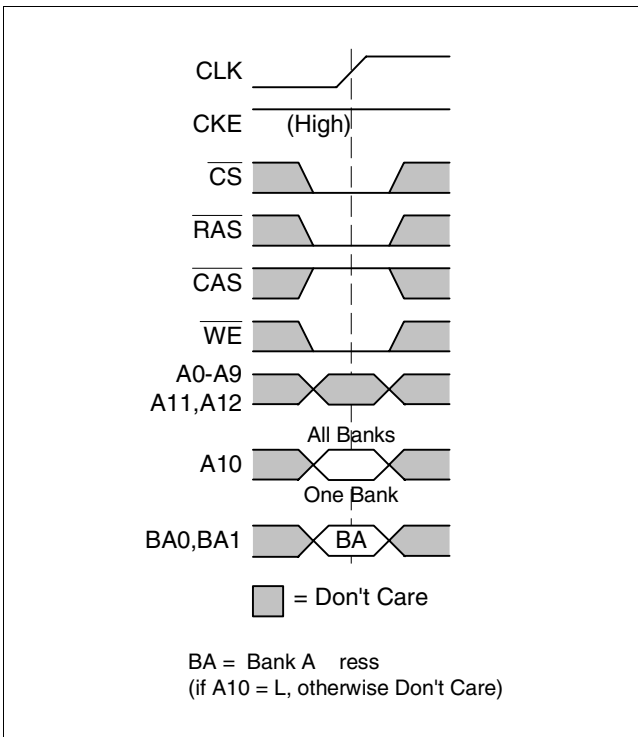 CLK
CKE (High)
CS
RAS
CAS
WE
A0-A9
A11,A12
All Banks
A10
One Bank
BA0,BA1 BA
= Don't Care
BA = Bank A ress
(if A10 = L, otherwise Don't Care)